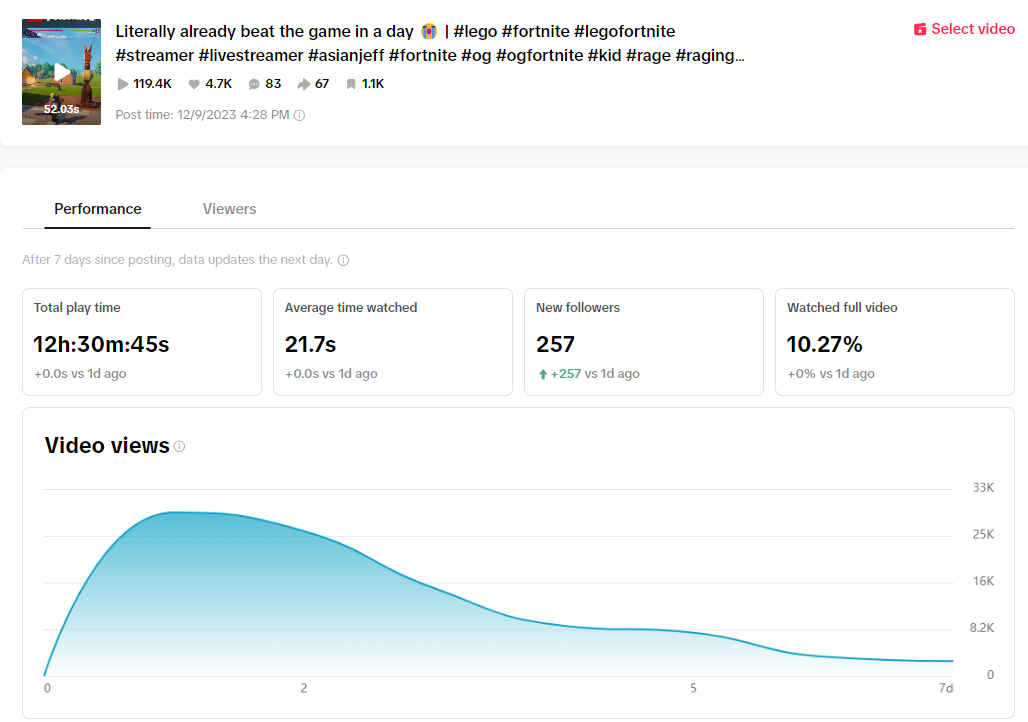 Literally already beat the game in a day 😭 | #lego #fortnite #legofortnite
Select video
#streamer #livestreamer #asianjeff #fortnite #og #ogfortnite #kid #rage #raging...
119.4K 4.7K 83 67 1.1K
52.03s
Post time: 12/9/2023 4:28 PM
Performance Viewers
After 7 days since posting, data updates the next day.
Total play time
12h:30m:45s
+0.0s vs 1d ago
Average time watched
21.7s
+0.0s vs 1d ago
New followers
257
+257 vs 1d ago
Watched full video
10.27%
+0% vs 1d ago
Video views
33K
25K
16K
8.2K
0
0 2 5 7d